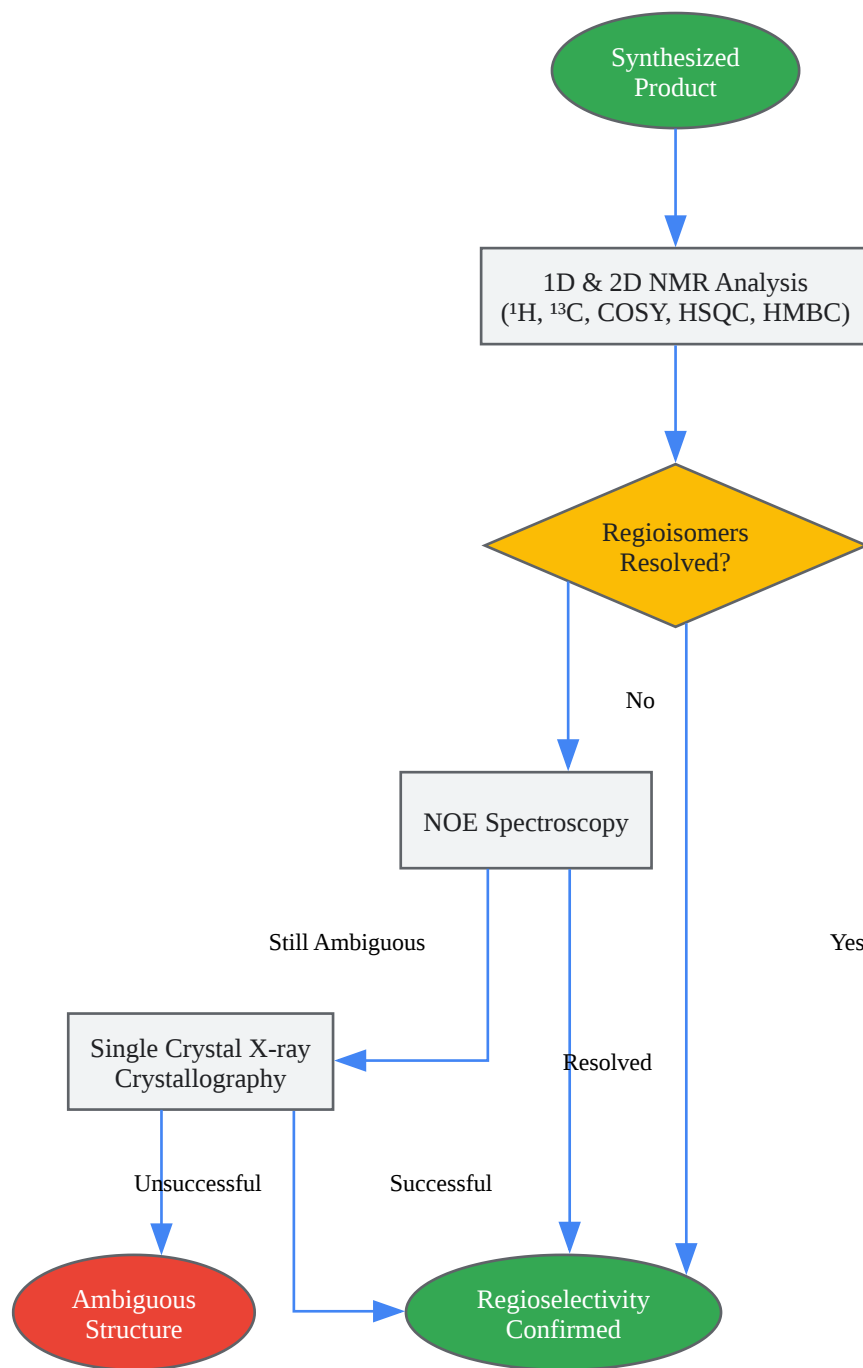 Synthesized
Product
1D & 2D NMR Analysis
(¹H, ¹³C, COSY, HSQC, HMBC)
Regioisomers
Resolved?
No
NOE Spectroscopy
Still Ambiguous
Yes
Single Crystal X-ray
Crystallography
Resolved
Unsuccessful
Successful
Ambiguous
Structure
Regioselectivity
Confirmed